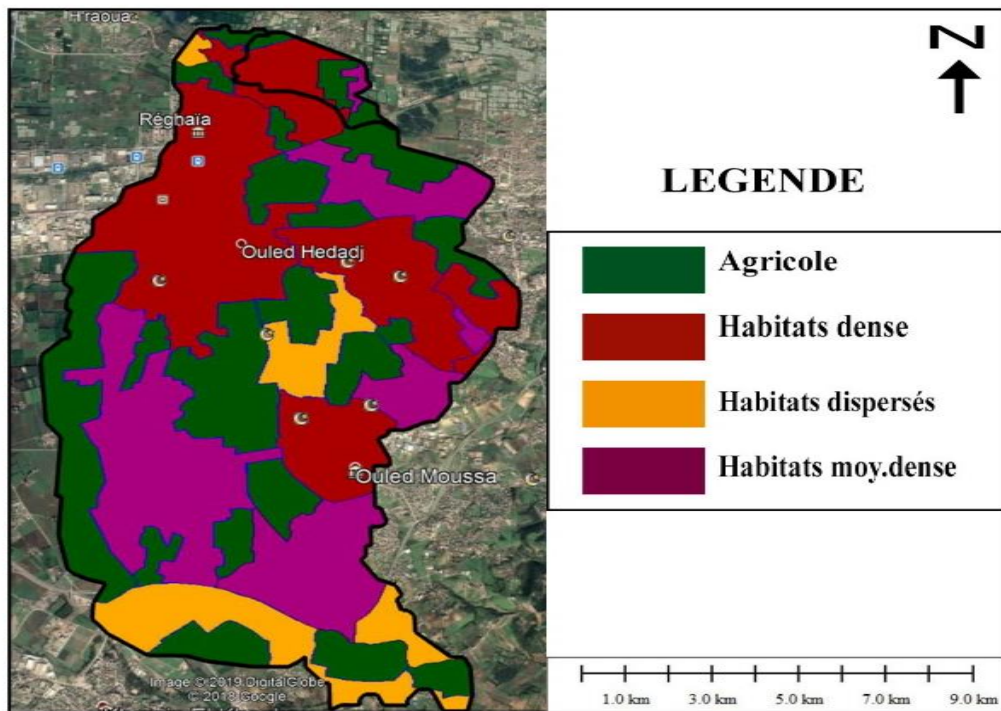 H'raoua
N
Réghaïa
LEGENDE
Ouled Hedadj
Agricole
Habitats dense
Habitats dispersés
Habitats moy.dense
Ouled Moussa
Image © 2019 DigitalGlobe
© 2018 Google
1.0 km 3.0 km 5.0 km 7.0 km 9.0 km